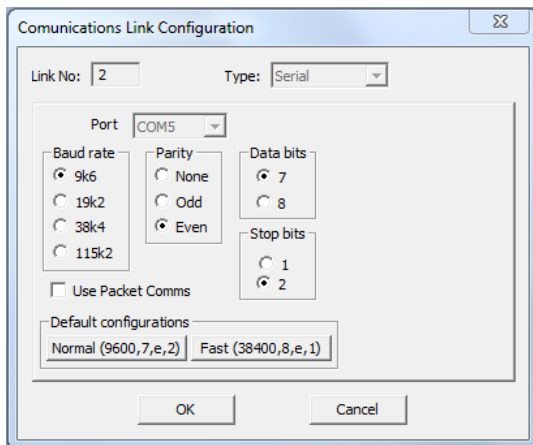 Comunications Link Configuration
Link No: 2 Type: Serial
Port COM5
Baud rate Parity Data bits
9k6 None 7
19k2 Odd 8
38k4 Even
Stop bits
115k2 1
2
Use Packet Comms
Default configurations
Normal (9600,7,e,2) Fast (38400,8,e,1)
OK Cancel